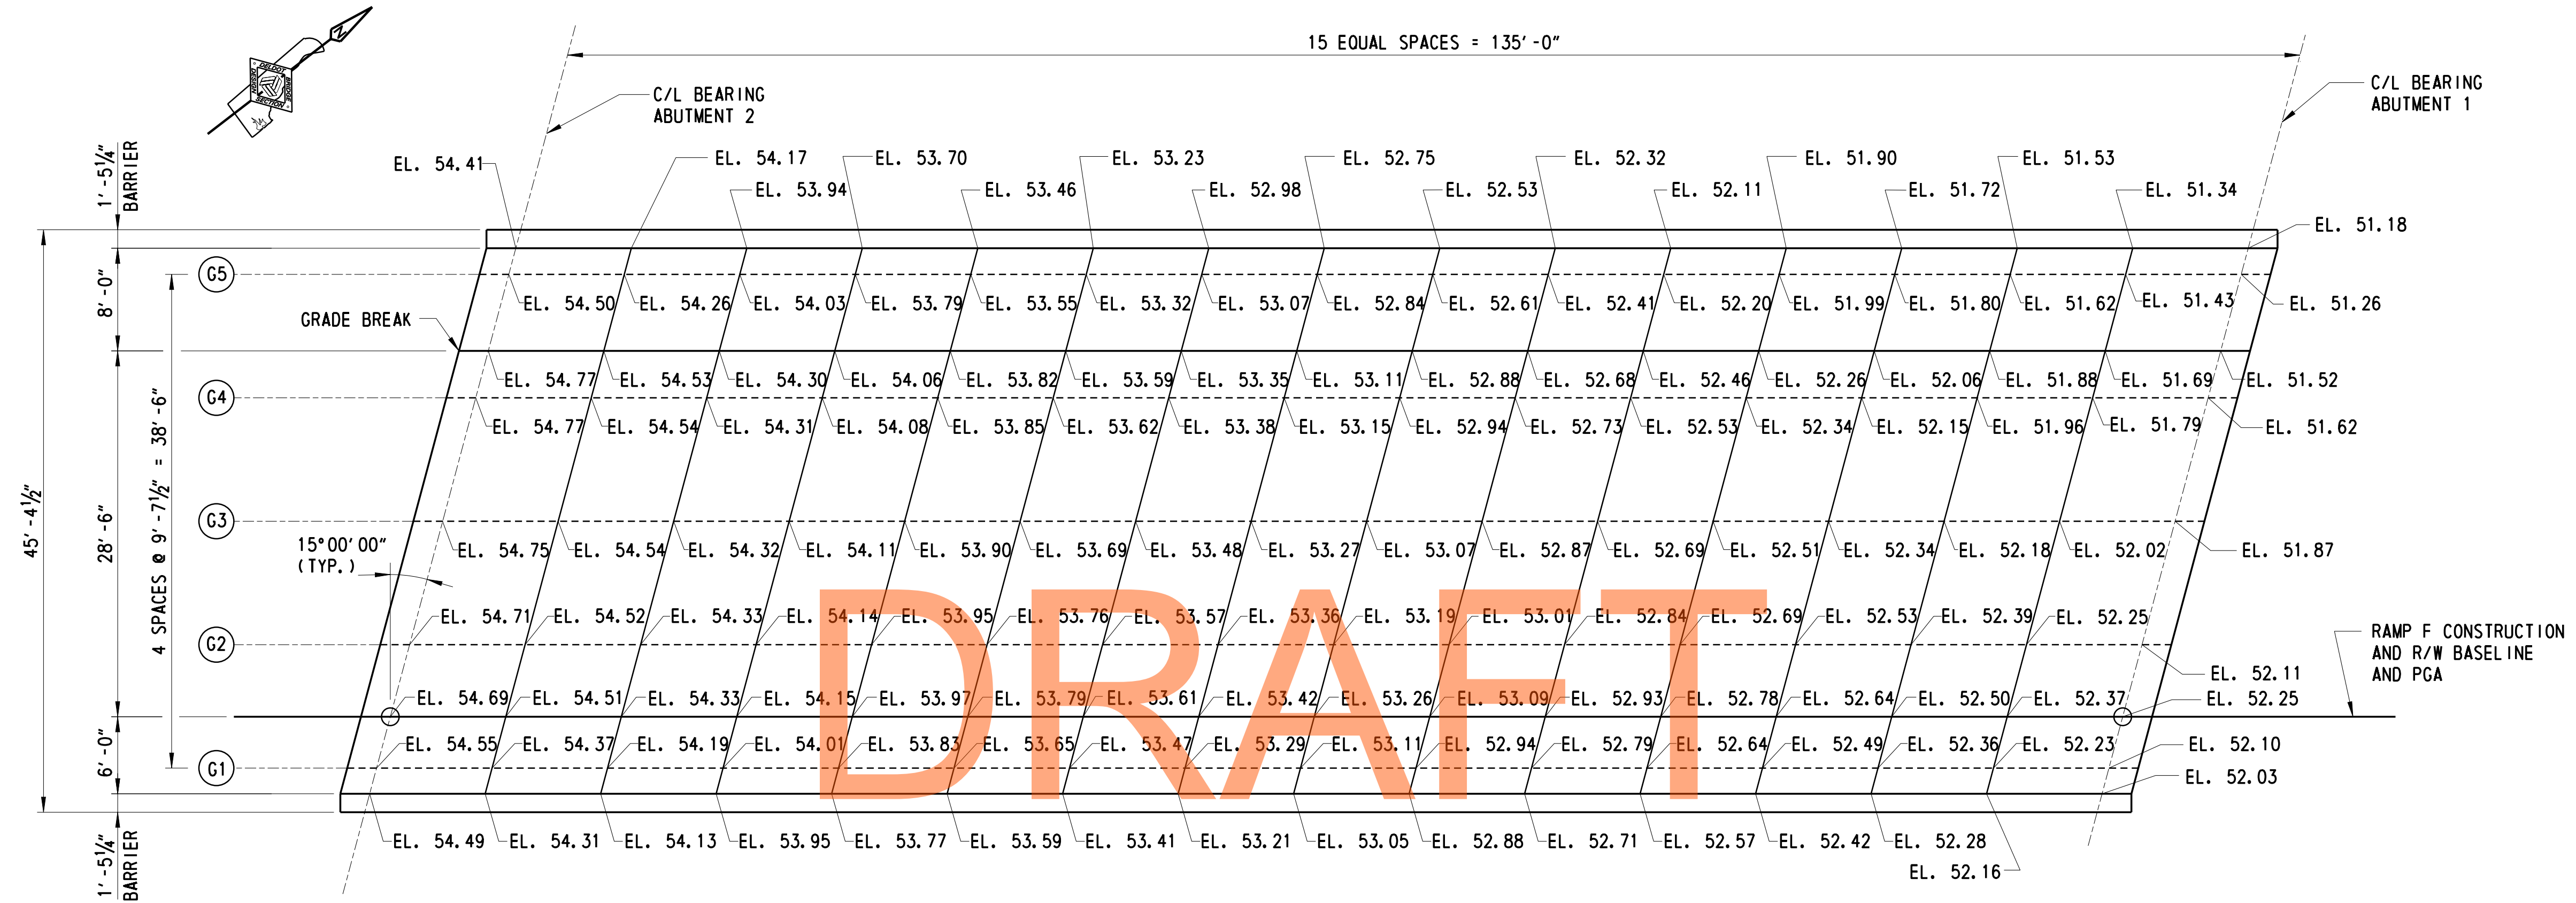 15 EQUAL SPACES = 135'-0"
N
DELDOT
BRIDGE
DESIGN
SECTION
C/L BEARING
ABUTMENT 2
C/L BEARING
ABUTMENT 1
1'-5¼"
BARRIER
EL. 54.41
EL. 54.17
EL. 53.70
EL. 53.23
EL. 52.75
EL. 52.32
EL. 51.90
EL. 51.53
EL. 53.94
EL. 53.46
EL. 52.98
EL. 52.53
EL. 52.11
EL. 51.72
EL. 51.34
EL. 51.18
G5
8'-0"
EL. 54.50
EL. 54.26
EL. 54.03
EL. 53.79
EL. 53.55
EL. 53.32
EL. 53.07
EL. 52.84
EL. 52.61
EL. 52.41
EL. 52.20
EL. 51.99
EL. 51.80
EL. 51.62
EL. 51.43
EL. 51.26
GRADE BREAK
EL. 54.77
EL. 54.53
EL. 54.30
EL. 54.06
EL. 53.82
EL. 53.59
EL. 53.35
EL. 53.11
EL. 52.88
EL. 52.68
EL. 52.46
EL. 52.26
EL. 52.06
EL. 51.88
EL. 51.69
EL. 51.52
G4
EL. 54.77
EL. 54.54
EL. 54.31
EL. 54.08
EL. 53.85
EL. 53.62
EL. 53.38
EL. 53.15
EL. 52.94
EL. 52.73
EL. 52.53
EL. 52.34
EL. 52.15
EL. 51.96
EL. 51.79
EL. 51.62
45'-4½"
28'-6"
4 SPACES @ 9'-7½" = 38'-6"
G3
15°00'00"
(TYP.)
EL. 54.75
EL. 54.54
EL. 54.32
EL. 54.11
EL. 53.90
EL. 53.69
EL. 53.48
EL. 53.27
EL. 53.07
EL. 52.87
EL. 52.69
EL. 52.51
EL. 52.34
EL. 52.18
EL. 52.02
EL. 51.87
G2
EL. 54.71
EL. 54.52
EL. 54.33
EL. 54.14
EL. 53.95
EL. 53.76
EL. 53.57
EL. 53.36
EL. 53.19
EL. 53.01
EL. 52.84
EL. 52.69
EL. 52.53
EL. 52.39
EL. 52.25
EL. 52.11
RAMP F CONSTRUCTION
AND R/W BASELINE
AND PGA
EL. 54.69
EL. 54.51
EL. 54.33
EL. 54.15
EL. 53.97
EL. 53.79
EL. 53.61
EL. 53.42
EL. 53.26
EL. 53.09
EL. 52.93
EL. 52.78
EL. 52.64
EL. 52.50
EL. 52.37
EL. 52.25
6'-0"
G1
EL. 54.55
EL. 54.37
EL. 54.19
EL. 54.01
EL. 53.83
EL. 53.65
EL. 53.47
EL. 53.29
EL. 53.11
EL. 52.94
EL. 52.79
EL. 52.64
EL. 52.49
EL. 52.36
EL. 52.23
EL. 52.10
EL. 52.03
1'-5¼"
BARRIER
EL. 54.49
EL. 54.31
EL. 54.13
EL. 53.95
EL. 53.77
EL. 53.59
EL. 53.41
EL. 53.21
EL. 53.05
EL. 52.88
EL. 52.71
EL. 52.57
EL. 52.42
EL. 52.28
EL. 52.16
DRAFT